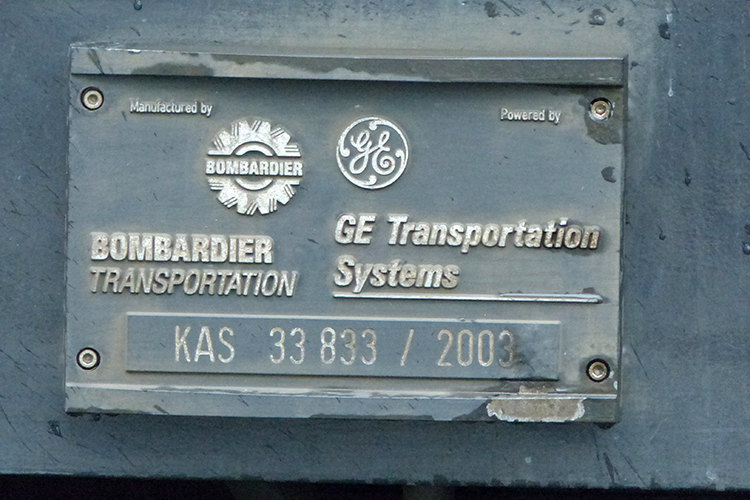 Manufactured by
Powered by
BOMBARDIER
GE
BOMBARDIER
TRANSPORTATION
GE Transportation
Systems
KAS 33 833 / 2003